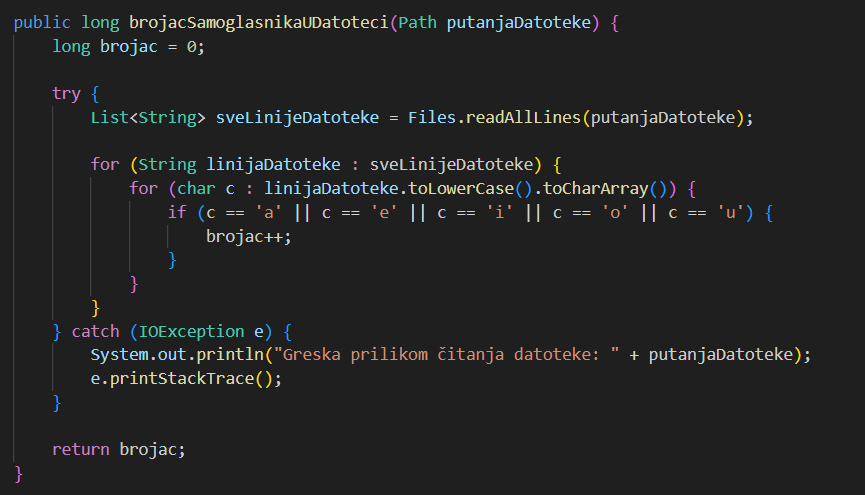 public long brojacSamoglasnikaUDatoteci(Path putanjaDatoteke) {
    long brojac = 0;

    try {
        List<String> sveLinijeDatoteke = Files.readAllLines(putanjaDatoteke);

        for (String linijaDatoteke : sveLinijeDatoteke) {
            for (char c : linijaDatoteke.toLowerCase().toCharArray()) {
                if (c == 'a' || c == 'e' || c == 'i' || c == 'o' || c == 'u') {
                    brojac++;
                }
            }
        }
    } catch (IOException e) {
        System.out.println("Greska prilikom čitanja datoteke: " + putanjaDatoteke);
        e.printStackTrace();
    }

    return brojac;
}